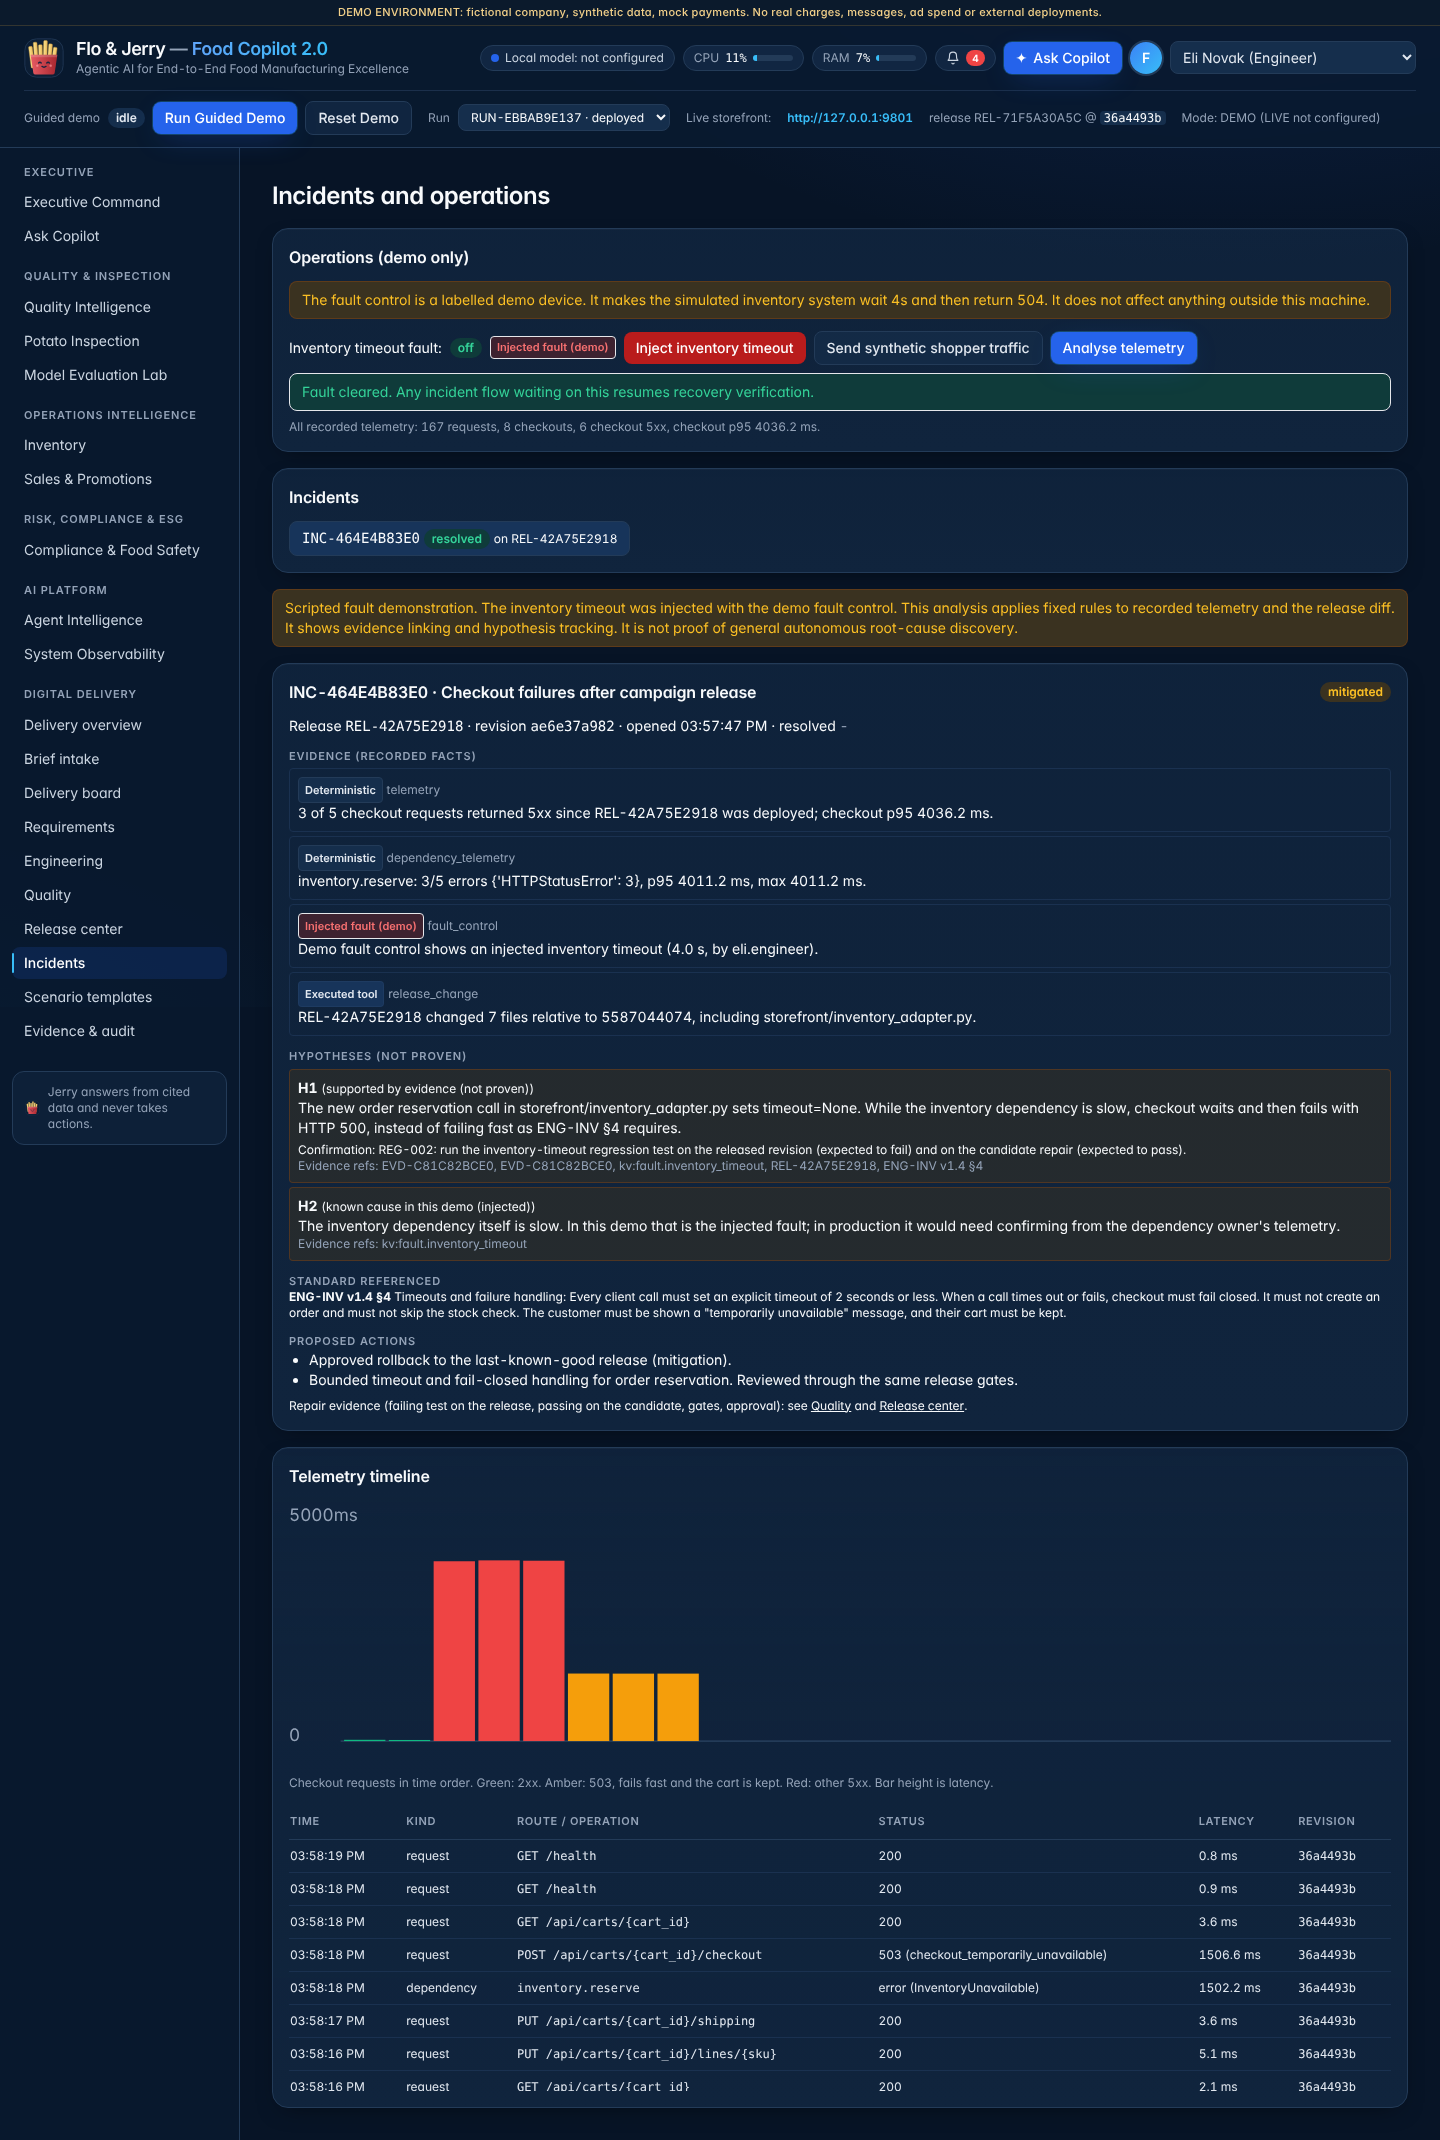 DEMO ENVIRONMENT: fictional company, synthetic data, mock payments. No real charges, messages, ad spend or external deployments.
Flo & Jerry — Food Copilot 2.0
Agentic AI for End-to-End Food Manufacturing Excellence
Local model: not configured
CPU 11%
RAM 7%
4
✦ Ask Copilot
F
Eli Novak (Engineer)
Guided demo idle Run Guided Demo Reset Demo Run RUN-EBBAB9E137 · deployed Live storefront: http://127.0.0.1:9801 release REL-71F5A30A5C @ 36a4493b Mode: DEMO (LIVE not configured)
EXECUTIVE
Executive Command
Ask Copilot
QUALITY & INSPECTION
Quality Intelligence
Potato Inspection
Model Evaluation Lab
OPERATIONS INTELLIGENCE
Inventory
Sales & Promotions
RISK, COMPLIANCE & ESG
Compliance & Food Safety
AI PLATFORM
Agent Intelligence
System Observability
DIGITAL DELIVERY
Delivery overview
Brief intake
Delivery board
Requirements
Engineering
Quality
Release center
Incidents
Scenario templates
Evidence & audit
Jerry answers from cited
data and never takes
actions.
Incidents and operations
Operations (demo only)
The fault control is a labelled demo device. It makes the simulated inventory system wait 4s and then return 504. It does not affect anything outside this machine.
Inventory timeout fault: off Injected fault (demo) Inject inventory timeout Send synthetic shopper traffic Analyse telemetry
Fault cleared. Any incident flow waiting on this resumes recovery verification.
All recorded telemetry: 167 requests, 8 checkouts, 6 checkout 5xx, checkout p95 4036.2 ms.
Incidents
INC-464E4B83E0 resolved on REL-42A75E2918
Scripted fault demonstration. The inventory timeout was injected with the demo fault control. This analysis applies fixed rules to recorded telemetry and the release diff.
It shows evidence linking and hypothesis tracking. It is not proof of general autonomous root-cause discovery.
INC-464E4B83E0 · Checkout failures after campaign release
mitigated
Release REL-42A75E2918 · revision ae6e37a982 · opened 03:57:47 PM · resolved -
EVIDENCE (RECORDED FACTS)
Deterministic telemetry
3 of 5 checkout requests returned 5xx since REL-42A75E2918 was deployed; checkout p95 4036.2 ms.
Deterministic dependency_telemetry
inventory.reserve: 3/5 errors {'HTTPStatusError': 3}, p95 4011.2 ms, max 4011.2 ms.
Injected fault (demo) fault_control
Demo fault control shows an injected inventory timeout (4.0 s, by eli.engineer).
Executed tool release_change
REL-42A75E2918 changed 7 files relative to 5587044074, including storefront/inventory_adapter.py.
HYPOTHESES (NOT PROVEN)
H1 (supported by evidence (not proven))
The new order reservation call in storefront/inventory_adapter.py sets timeout=None. While the inventory dependency is slow, checkout waits and then fails with
HTTP 500, instead of failing fast as ENG-INV §4 requires.
Confirmation: REG-002: run the inventory-timeout regression test on the released revision (expected to fail) and on the candidate repair (expected to pass).
Evidence refs: EVD-C81C82BCE0, EVD-C81C82BCE0, kv:fault.inventory_timeout, REL-42A75E2918, ENG-INV v1.4 §4
H2 (known cause in this demo (injected))
The inventory dependency itself is slow. In this demo that is the injected fault; in production it would need confirming from the dependency owner's telemetry.
Evidence refs: kv:fault.inventory_timeout
STANDARD REFERENCED
ENG-INV v1.4 §4 Timeouts and failure handling: Every client call must set an explicit timeout of 2 seconds or less. When a call times out or fails, checkout must fail closed. It must not create an
order and must not skip the stock check. The customer must be shown a "temporarily unavailable" message, and their cart must be kept.
PROPOSED ACTIONS
• Approved rollback to the last-known-good release (mitigation).
• Bounded timeout and fail-closed handling for order reservation. Reviewed through the same release gates.
Repair evidence (failing test on the release, passing on the candidate, gates, approval): see Quality and Release center.
Telemetry timeline
5000ms
0
Checkout requests in time order. Green: 2xx. Amber: 503, fails fast and the cart is kept. Red: other 5xx. Bar height is latency.
TIME KIND ROUTE / OPERATION STATUS LATENCY REVISION
03:58:19 PM request GET /health 200 0.8 ms 36a4493b
03:58:18 PM request GET /health 200 0.9 ms 36a4493b
03:58:18 PM request GET /api/carts/{cart_id} 200 3.6 ms 36a4493b
03:58:18 PM request POST /api/carts/{cart_id}/checkout 503 (checkout_temporarily_unavailable) 1506.6 ms 36a4493b
03:58:18 PM dependency inventory.reserve error (InventoryUnavailable) 1502.2 ms 36a4493b
03:58:17 PM request PUT /api/carts/{cart_id}/shipping 200 3.6 ms 36a4493b
03:58:16 PM request PUT /api/carts/{cart_id}/lines/{sku} 200 5.1 ms 36a4493b
03:58:16 PM request GET /api/carts/{cart_id} 200 2.1 ms 36a4493b